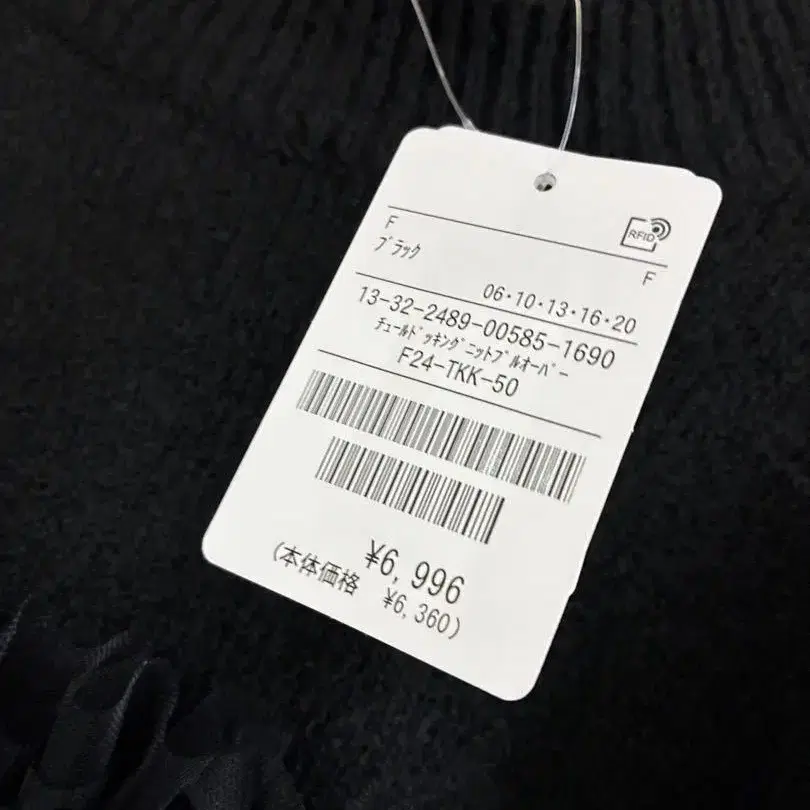 F
RFID
ﾌﾞﾗｯｸ
F
06・10・13・16・20
13-32-2489-00585-1690
ﾁｭｰﾙﾄﾞｯｷﾝｸﾞﾆｯﾄﾌﾟﾙｵｰﾊﾞｰ
F24-TKK-50
¥6,996
(本体価格 ¥6,360)